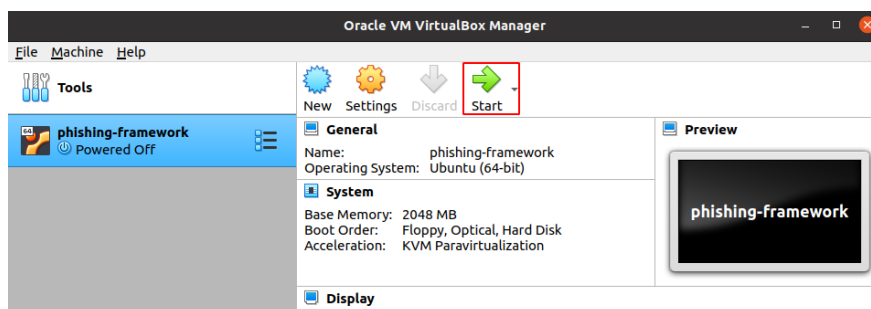 Oracle VM VirtualBox Manager
File Machine Help
Tools
New Settings Discard Start
64
phishing-framework
Powered Off
General
Name: phishing-framework
Operating System: Ubuntu (64-bit)
System
Base Memory: 2048 MB
Boot Order: Floppy, Optical, Hard Disk
Acceleration: KVM Paravirtualization
Display
Preview
phishing-framework